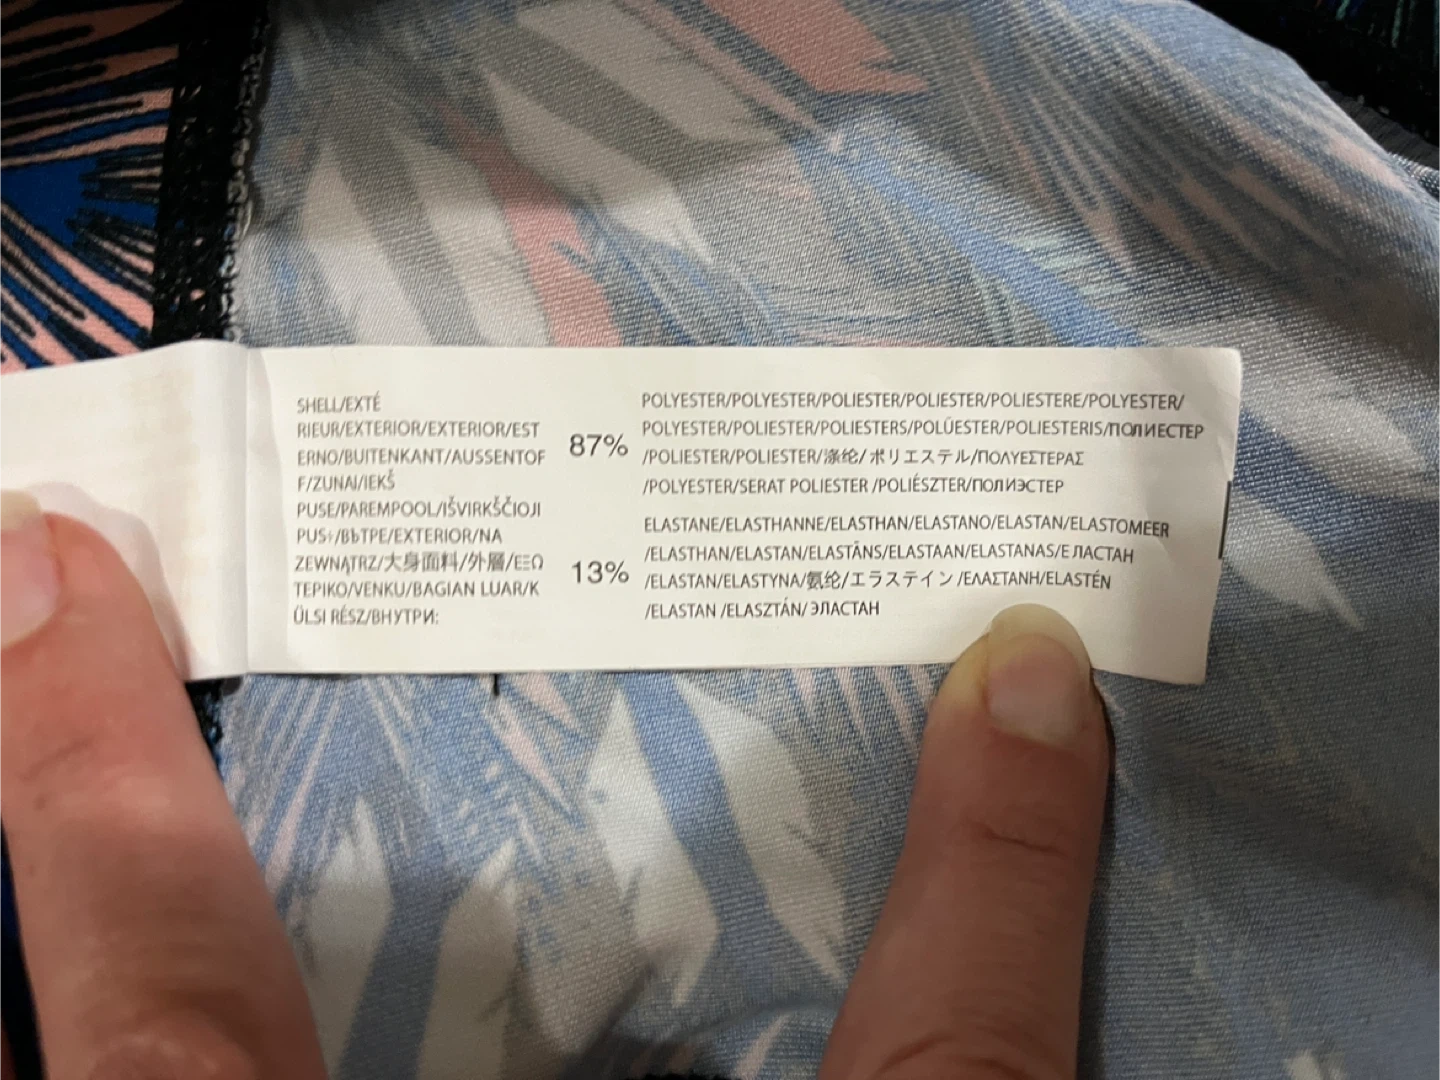 SHELL/EXTÉ
RIEUR/EXTERIOR/EXTERIOR/EST
ERNO/BUITENKANT/AUSSENTOF
F/ZUNAI/IEKŠ
PUSE/PAREMPOOL/IŠVIRKŠČIOJI
PUS÷/ВЪТРЕ/EXTERIOR/NA
ZEWNĄTRZ/大身面料/外層/ΕΞΩ
ΤΕΡΙΚΟ/VENKU/BAGIAN LUAR/K
ÜLSI RÉSZ/ВНУТРИ:
87%
POLYESTER/POLYESTER/POLIESTER/POLIESTER/POLIESTERE/POLYESTER/
POLYESTER/POLIESTER/POLIESTERS/POLÜESTER/POLIESTERIS/ПОЛИЕСТЕР
/POLIESTER/POLIESTER/涤纶/ ポリエステル/ΠΟΛΥΕΣΤΕΡΑΣ
/POLYESTER/SERAT POLIESTER /POLIÉSZTER/ПОЛИЭСТЕР
13%
ELASTANE/ELASTHANNE/ELASTHAN/ELASTANO/ELASTAN/ELASTOMEER
/ELASTHAN/ELASTAN/ELASTĀNS/ELASTAAN/ELASTANAS/Е ЛАСТАН
/ELASTAN/ELASTYNA/氨纶/エラステイン /ΕΛΑΣΤΑΝΗ/ELASTÉN
/ELASTAN /ELASZTÁN/ ЭЛАСТАН